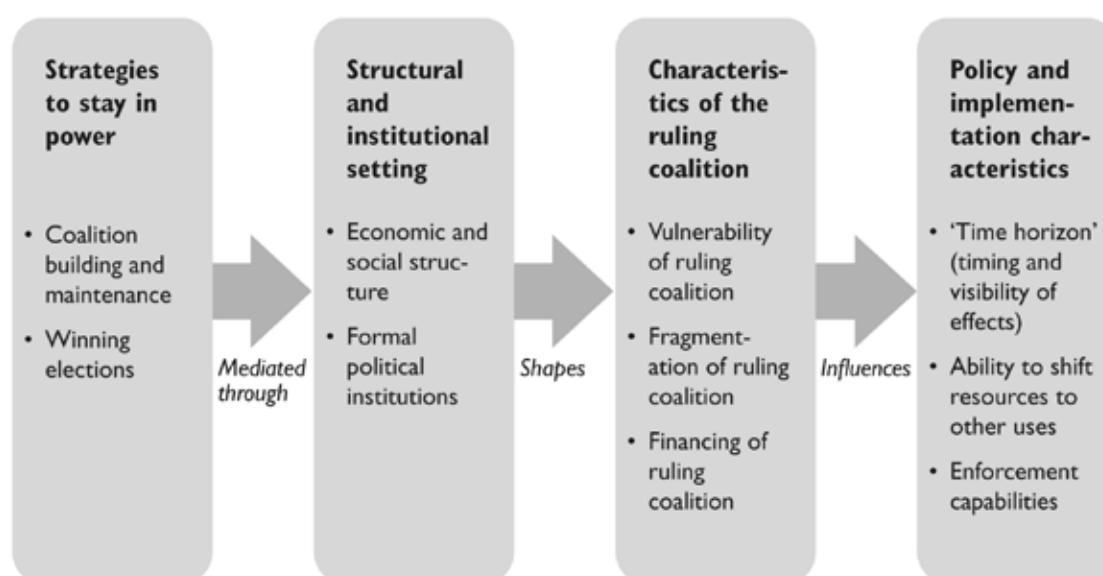 Strategies
to stay in
power
• Coalition
building and
maintenance
• Winning
elections
Mediated
through
Structural
and
institutional
setting
• Economic and
social struc-
ture
• Formal
political
institutions
Shapes
Characteris-
tics of the
ruling
coalition
• Vulnerability
of ruling
coalition
• Fragment-
ation of ruling
coalition
• Financing of
ruling
coalition
Influences
Policy and
implemen-
tation char-
acteristics
• ‘Time horizon’
(timing and
visibility of
effects)
• Ability to shift
resources to
other uses
• Enforcement
capabilities